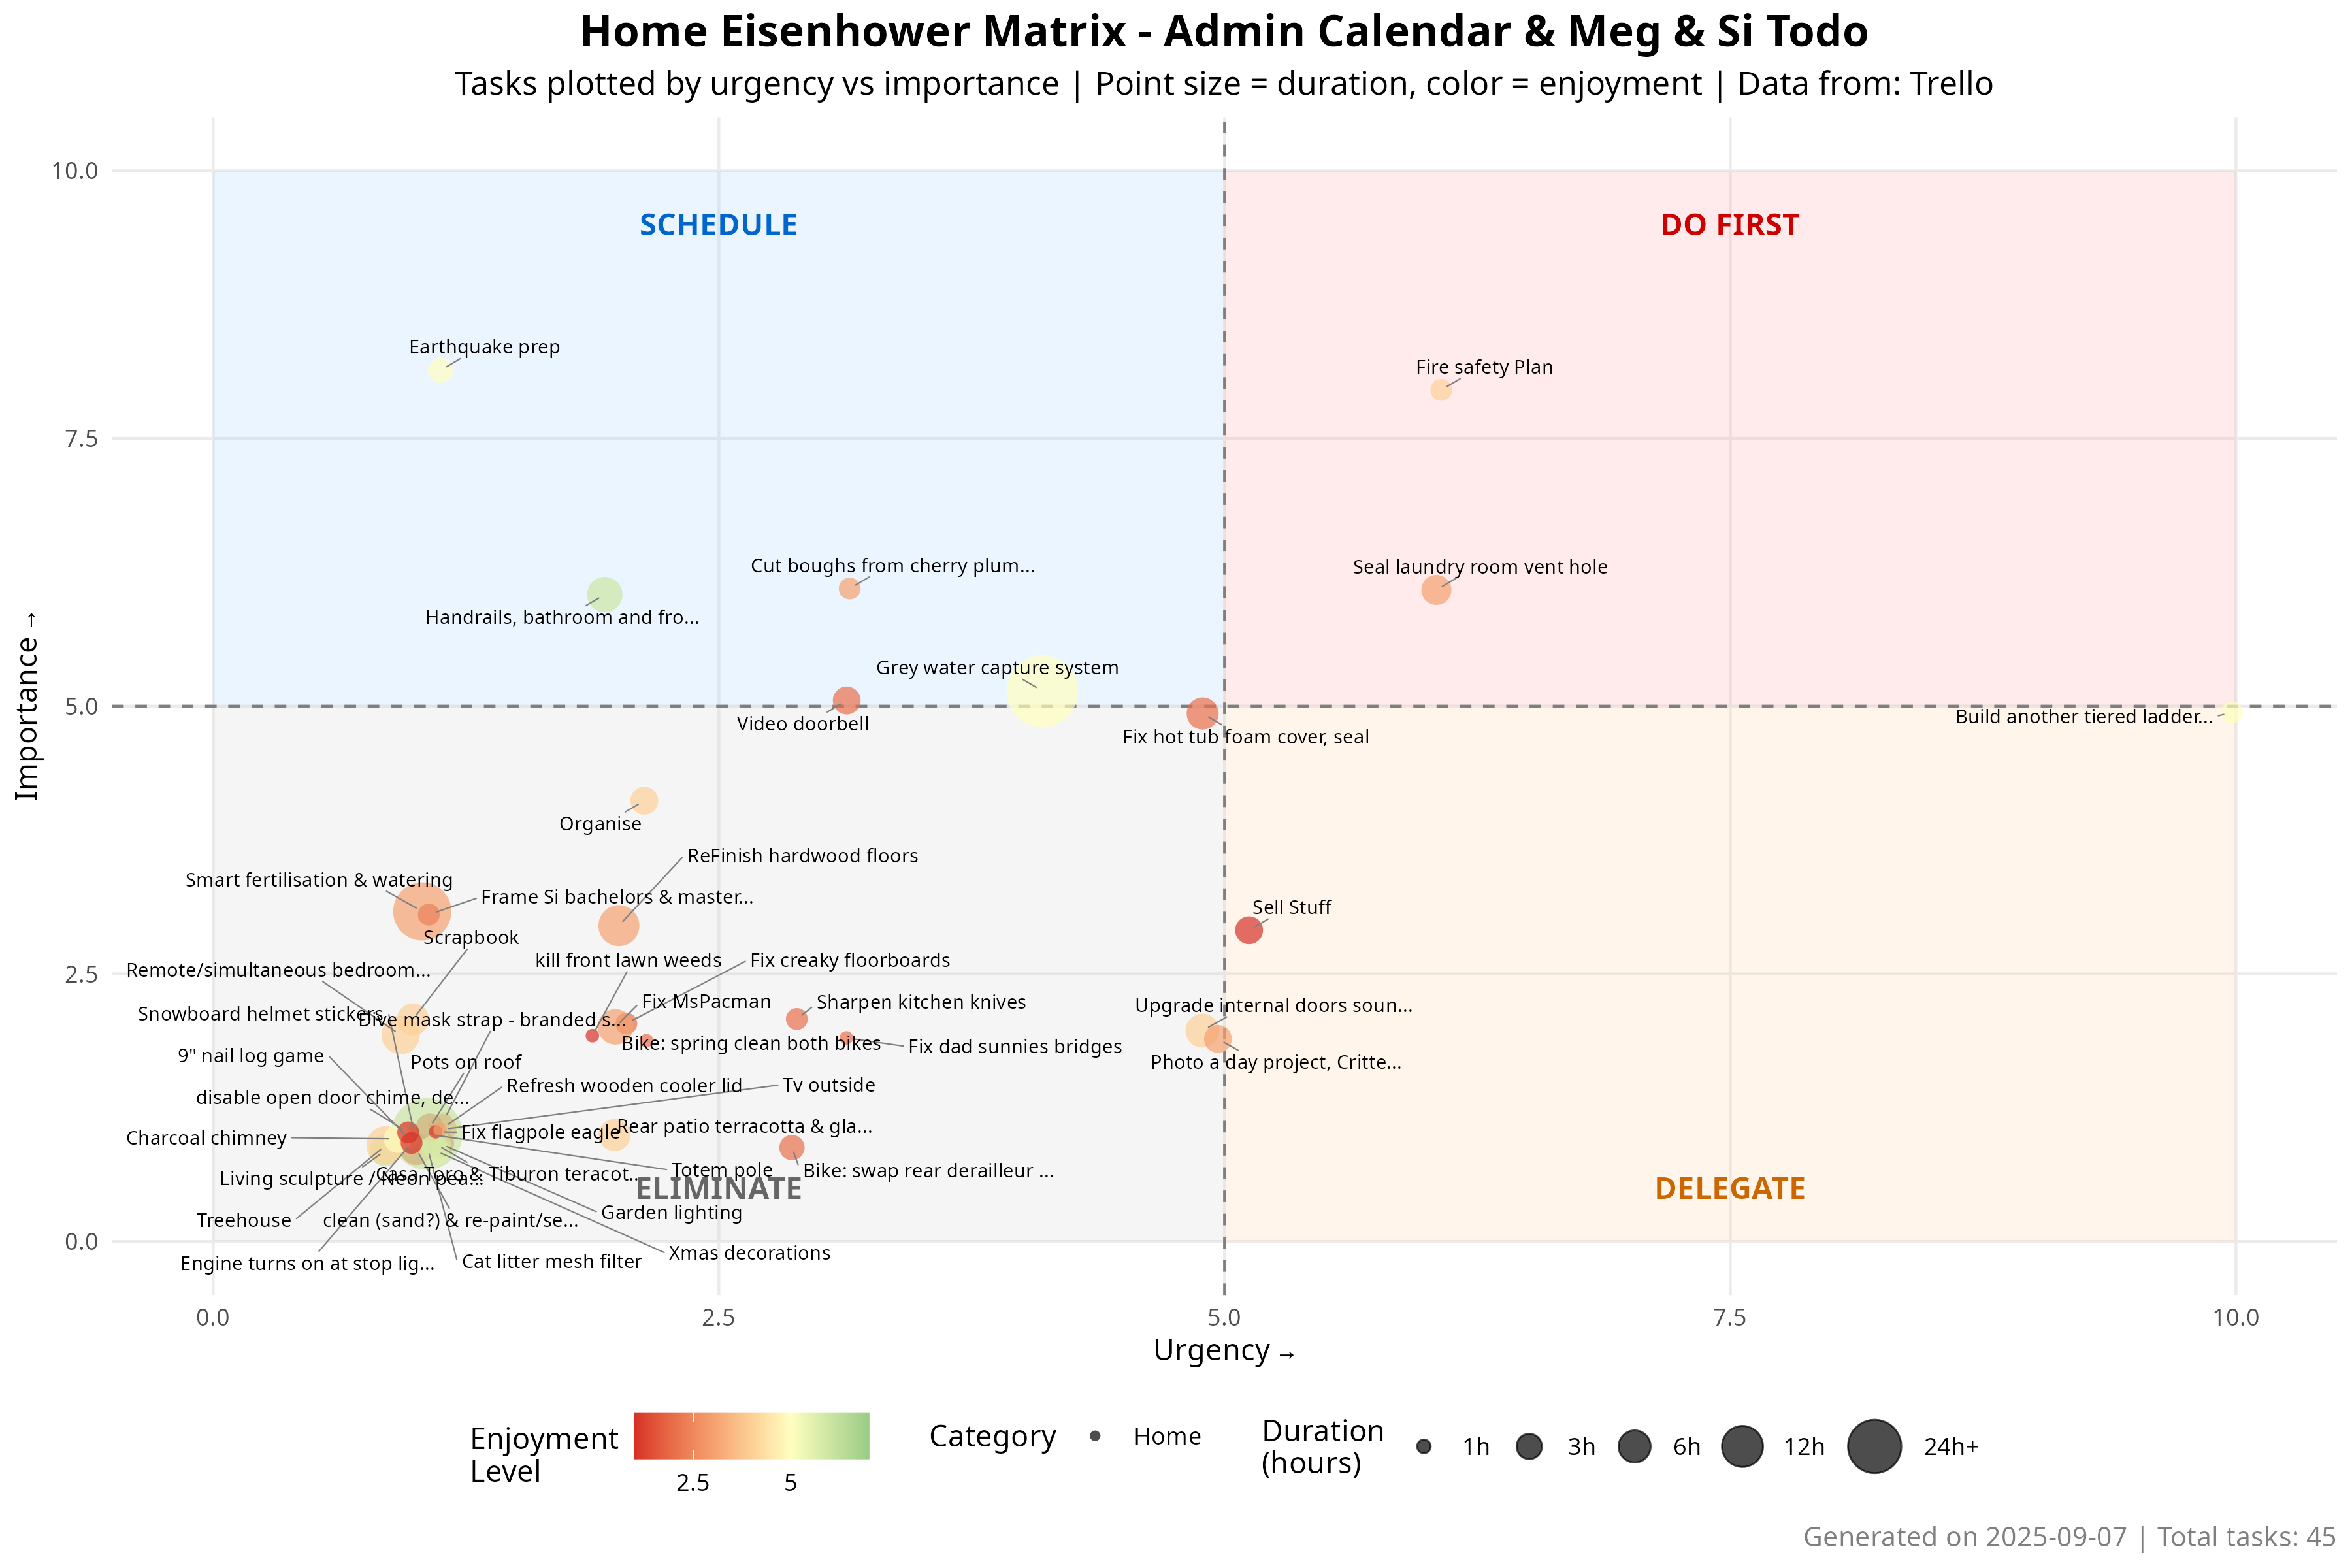 Home Eisenhower Matrix - Admin Calendar & Meg & Si Todo
Tasks plotted by urgency vs importance | Point size = duration, color = enjoyment | Data from: Trello
10.0
SCHEDULE
DO FIRST
Earthquake prep
Fire safety Plan
7.5
Cut boughs from cherry plum...
Seal laundry room vent hole
Handrails, bathroom and fro...
Importance →
Grey water capture system
5.0
Video doorbell
Build another tiered ladder...
Fix hot tub foam cover, seal
Organise
ReFinish hardwood floors
Smart fertilisation & watering
Frame Si bachelors & master...
Sell Stuff
Scrapbook
kill front lawn weeds
Fix creaky floorboards
Remote/simultaneous bedroom...
2.5
Fix MsPacman
Sharpen kitchen knives
Upgrade internal doors soun...
Snowboard helmet stickers
Dive mask strap - branded s...
Bike: spring clean both bikes
Fix dad sunnies bridges
9" nail log game
Pots on roof
Photo a day project, Critte...
Refresh wooden cooler lid
Tv outside
disable open door chime, de...
Rear patio terracotta & gla...
Charcoal chimney
Fix flagpole eagle
Totem pole
Bike: swap rear derailleur ...
Living sculpture / Neon pea...
Casa Toro & Tiburon teracot...
ELIMINATE
DELEGATE
Treehouse
clean (sand?) & re-paint/se...
Garden lighting
0.0
Xmas decorations
Engine turns on at stop lig...
Cat litter mesh filter
0.0
2.5
5.0
7.5
10.0
Urgency →
Enjoyment
Level
2.5
5
Category
Home
Duration
(hours)
1h
3h
6h
12h
24h+
Generated on 2025-09-07 | Total tasks: 45